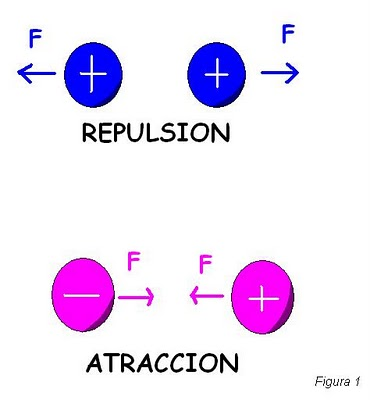 F F
+ +
REPULSION
F F
− +
ATRACCION
Figura 1